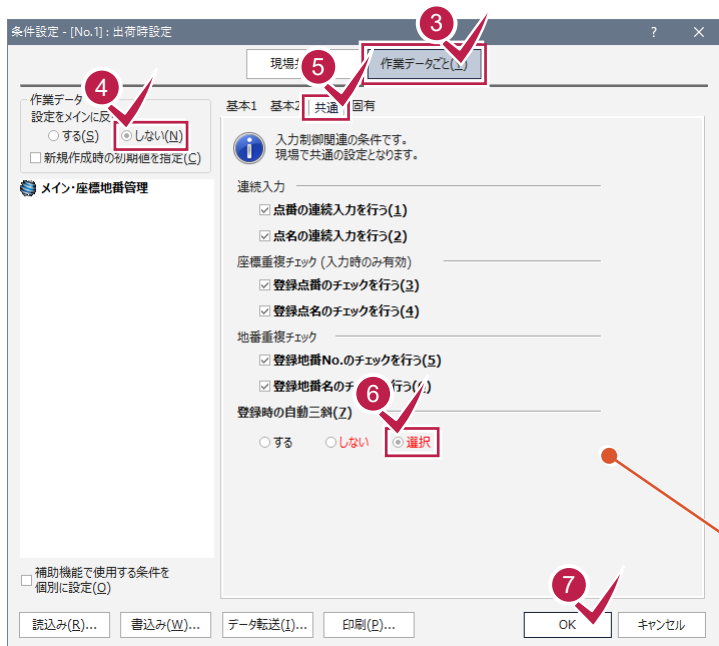 条件設定 - [No.1] : 出荷時設定 ? ✕
3
現場 作業データごと(
4
5
作業データ
設定をメインに反
する(S) しない(N)
新規作成時の初期値を指定(C)
基本1 基本2 共通 固有
入力制御関連の条件です。
現場で共通の設定となります。
メイン・座標地番管理
連続入力
点番の連続入力を行う(1)
点名の連続入力を行う(2)
座標重複チェック (入力時のみ有効)
登録点番のチェックを行う(3)
登録点名のチェックを行う(4)
地番重複チェック
登録地番No.のチェックを行う(5)
登録地番名のチ 行う(
6
登録時の自動三斜(Z)
する しない 選択
補助機能で使用する条件を
個別に設定(O)
7
読込み(R)... 書込み(W)... データ転送(I)... 印刷(P)... OK キャンセル